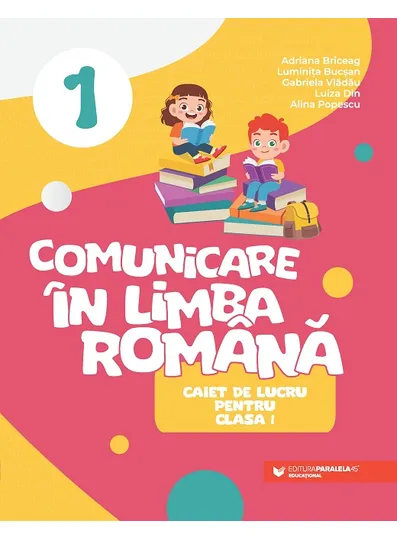 1
Adriana Briceag
Luminița Bucșan
Gabriela Vlădău
Luiza Din
Alina Popescu
COMUNICARE
ÎN LIMBA
ROMÂNĂ
CAIET DE LUCRU
PENTRU
CLASA I
EDITURA PARALELA 45
EDUCAȚIONAL